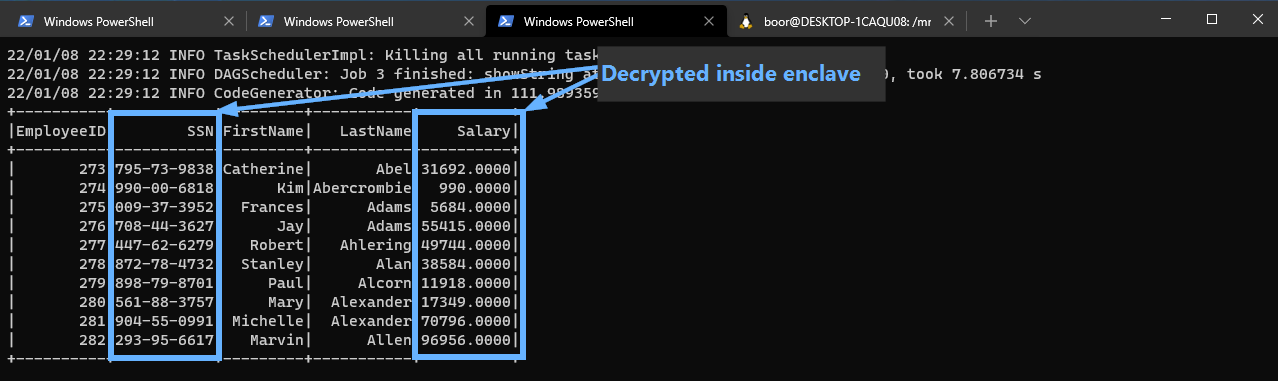 Windows PowerShell
Windows PowerShell
Windows PowerShell
boor@DESKTOP-1CAQU08: /mr
22/01/08 22:29:12 INFO TaskSchedulerImpl: Killing all running task
22/01/08 22:29:12 INFO DAGScheduler: Job 3 finished: showString at 0, took 7.806734 s
22/01/08 22:29:12 INFO CodeGenerator: Code generated in 111.989359
Decrypted inside enclave
+----------+-----------+---------+-----------+----------+
|EmployeeID| SSN|FirstName| LastName| Salary|
+----------+-----------+---------+-----------+----------+
| 273|795-73-9838|Catherine| Abel|31692.0000|
| 274|990-00-6818| Kim|Abercrombie| 990.0000|
| 275|009-37-3952| Frances| Adams| 5684.0000|
| 276|708-44-3627| Jay| Adams|55415.0000|
| 277|447-62-6279| Robert| Ahlering|49744.0000|
| 278|872-78-4732| Stanley| Alan|38584.0000|
| 279|898-79-8701| Paul| Alcorn|11918.0000|
| 280|561-88-3757| Mary| Alexander|17349.0000|
| 281|904-55-0991| Michelle| Alexander|70796.0000|
| 282|293-95-6617| Marvin| Allen|96956.0000|
+----------+-----------+---------+-----------+----------+